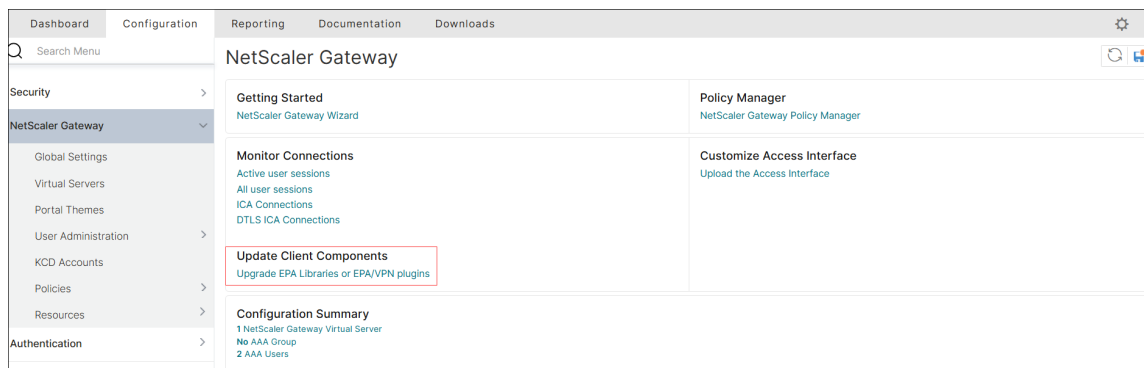 Dashboard
Configuration
Reporting
Documentation
Downloads
Search Menu
NetScaler Gateway
Security
NetScaler Gateway
Global Settings
Virtual Servers
Portal Themes
User Administration
KCD Accounts
Policies
Resources
Authentication
Getting Started
NetScaler Gateway Wizard
Policy Manager
NetScaler Gateway Policy Manager
Monitor Connections
Active user sessions
All user sessions
ICA Connections
DTLS ICA Connections
Customize Access Interface
Upload the Access Interface
Update Client Components
Upgrade EPA Libraries or EPA/VPN plugins
Configuration Summary
1 NetScaler Gateway Virtual Server
No AAA Group
2 AAA Users